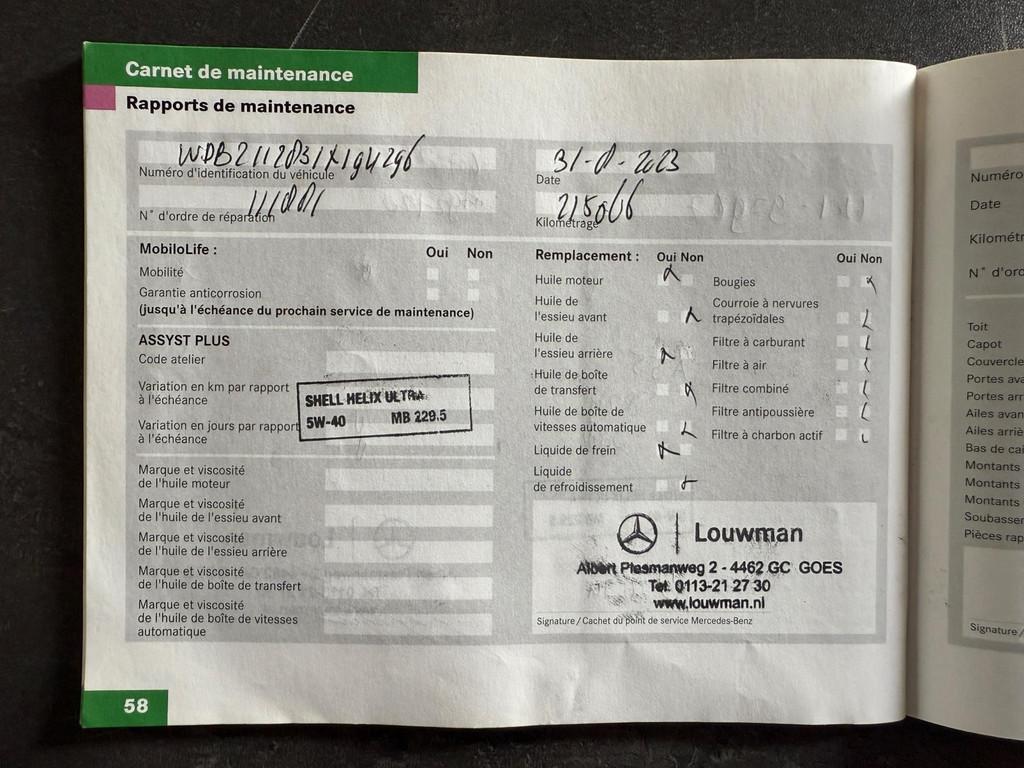 Carnet de maintenance
Rapports de maintenance
Numéro d'identification du véhicule
31-8-2023
Date
N° d'ordre de réparation
215066
Kilométrage
MobiloLife :
Oui Non
Mobilité
Garantie anticorrosion
(jusqu'à l'échéance du prochain service de maintenance)
ASSYST PLUS
Code atelier
Variation en km par rapport
à l'échéance
Variation en jours par rapport
à l'échéance
SHELL HELIX ULTRA
5W-40 MB 229.5
Marque et viscosité
de l'huile moteur
Marque et viscosité
de l'huile de l'essieu avant
Marque et viscosité
de l'huile de l'essieu arrière
Marque et viscosité
de l'huile de boîte de transfert
Marque et viscosité
de l'huile de boîte de vitesses
automatique
Remplacement :
Oui Non
Huile moteur
Huile de
l'essieu avant
Huile de
l'essieu arrière
Huile de boîte
de transfert
Huile de boîte de
vitesses automatique
Liquide de frein
Liquide
de refroidissement
Oui Non
Bougies
Courroie à nervures
trapézoïdales
Filtre à carburant
Filtre à air
Filtre combiné
Filtre antipoussière
Filtre à charbon actif
Louwman
Albert Plesmanweg 2 - 4462 GC GOES
Tel. 0113-21 27 30
www.louwman.nl
Signature / Cachet du point de service Mercedes-Benz
58
Numéro
Date
Kilométr
N° d'ord
Toit
Capot
Couvercle
Portes ava
Portes arr
Ailes avan
Ailes arriè
Bas de cai
Montants
Montants
Montants
Soubasser
Pièces rap
Signature /